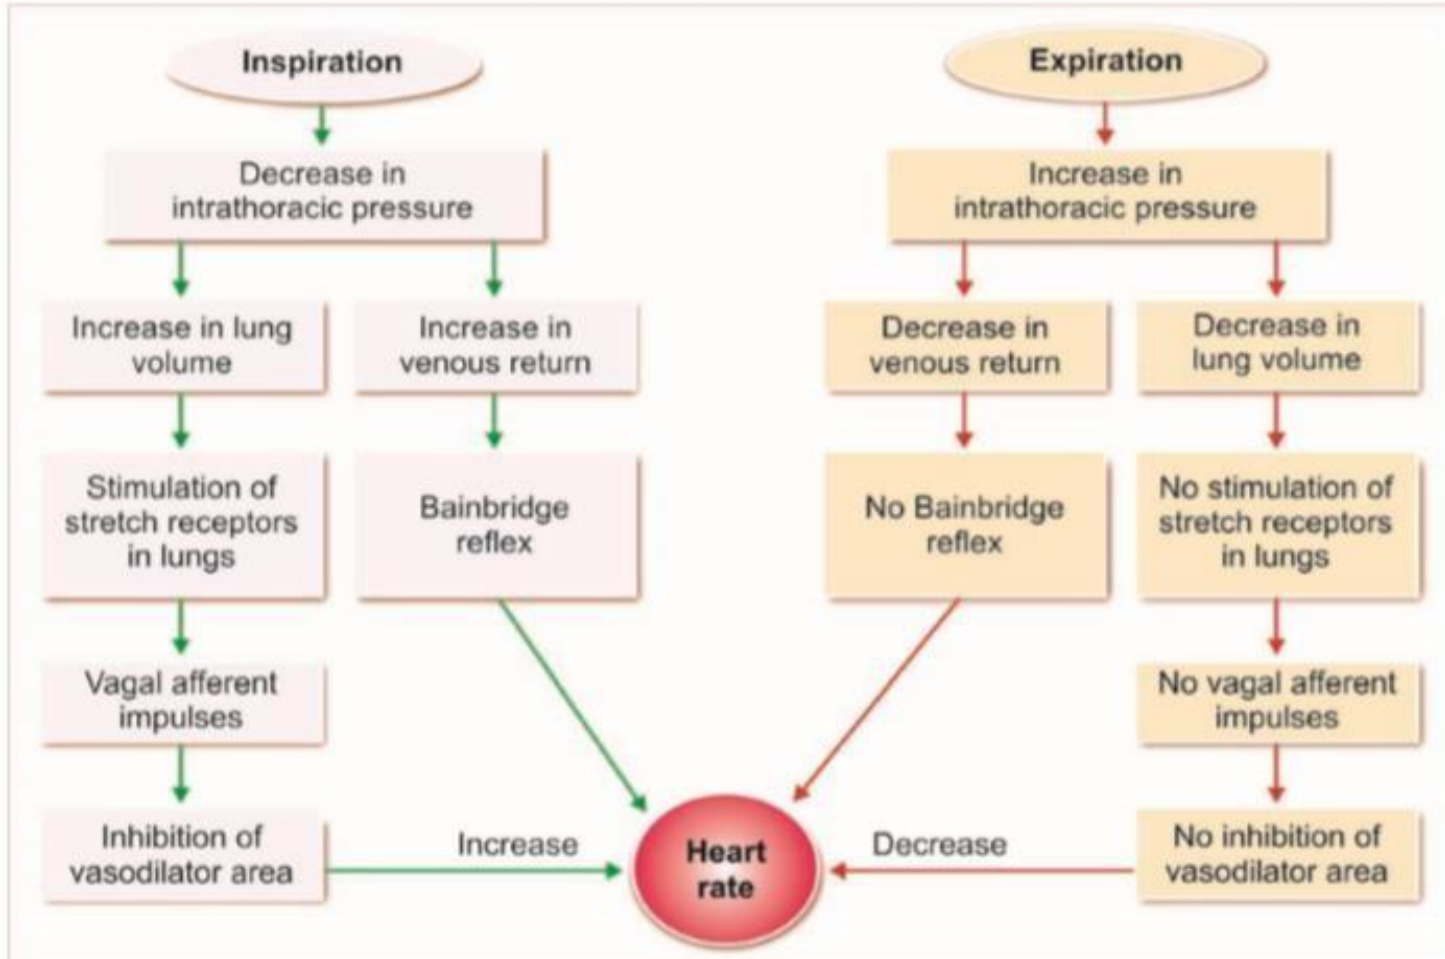 Inspiration
Decrease in
intrathoracic pressure
Increase in lung
volume
Increase in
venous return
Stimulation of
stretch receptors
in lungs
Bainbridge
reflex
Vagal afferent
impulses
Inhibition of
vasodilator area
Increase
Expiration
Increase in
intrathoracic pressure
Decrease in
venous return
Decrease in
lung volume
No Bainbridge
reflex
No stimulation of
stretch receptors
in lungs
No vagal afferent
impulses
No inhibition of
vasodilator area
Decrease
Heart
rate